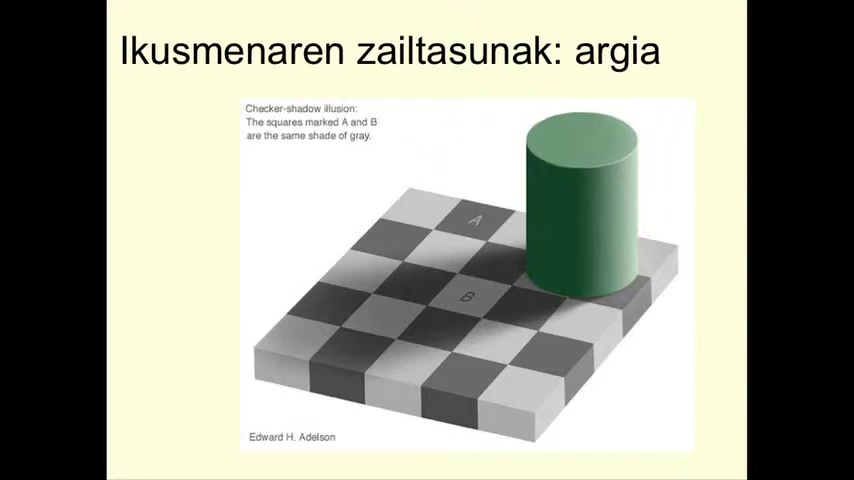 Ikusmenaren zailtasunak: argia
Checker-shadow illusion:
The squares marked A and B
are the same shade of gray.
A
B
Edward H. Adelson